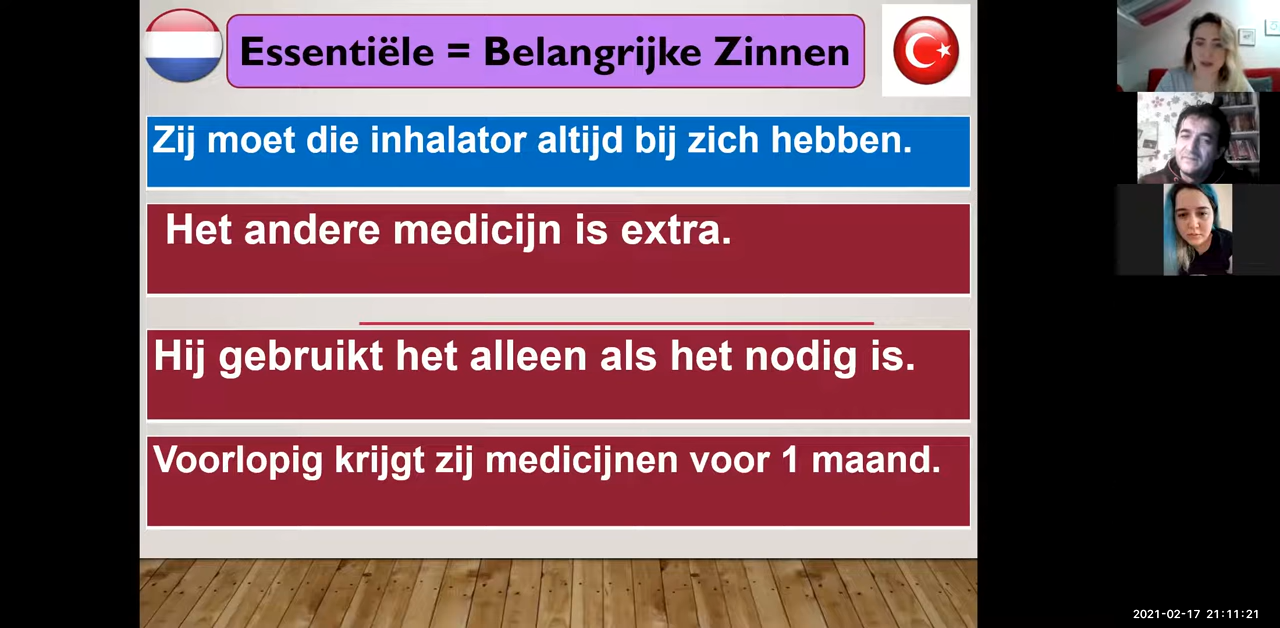 Essentiële = Belangrijke Zinnen
Zij moet die inhalator altijd bij zich hebben.
Het andere medicijn is extra.
Hij gebruikt het alleen als het nodig is.
Voorlopig krijgt zij medicijnen voor 1 maand.
2021-02-17 21:11:21